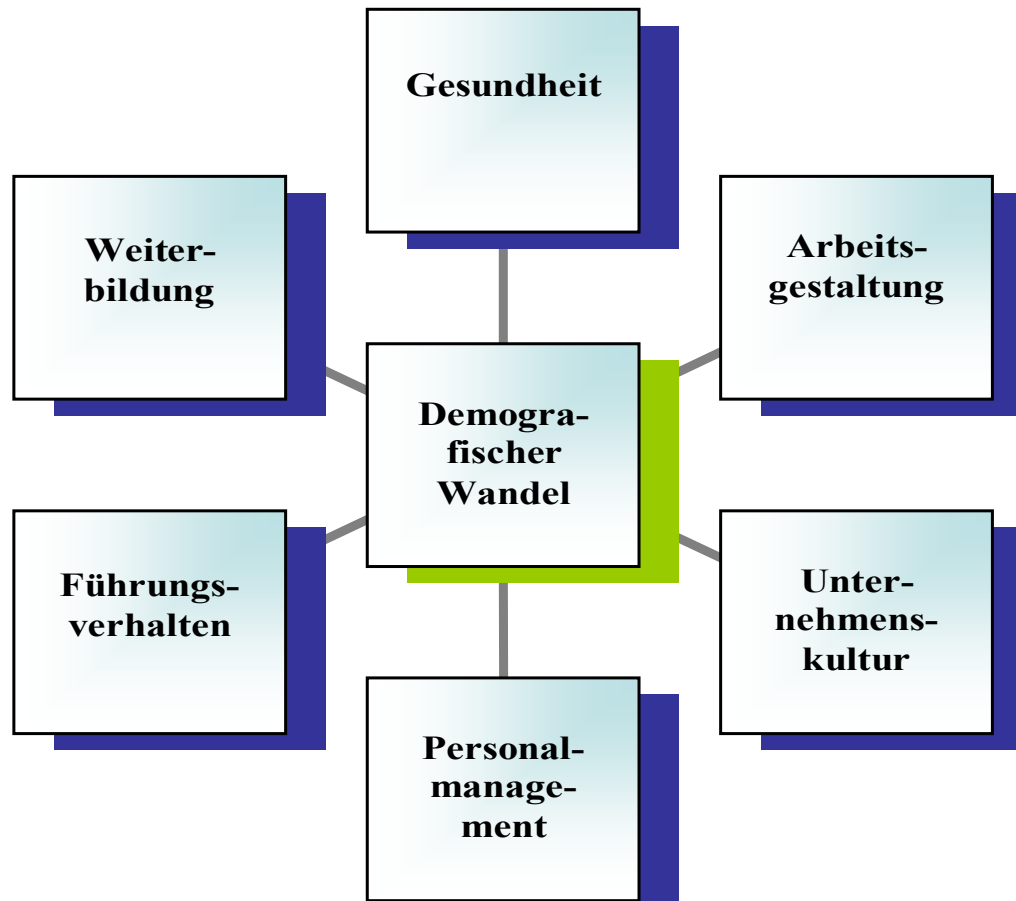 Gesundheit
Weiter-
bildung
Arbeits-
gestaltung
Demogra-
fischer
Wandel
Führungs-
verhalten
Unter-
nehmens-
kultur
Personal-
manage-
ment